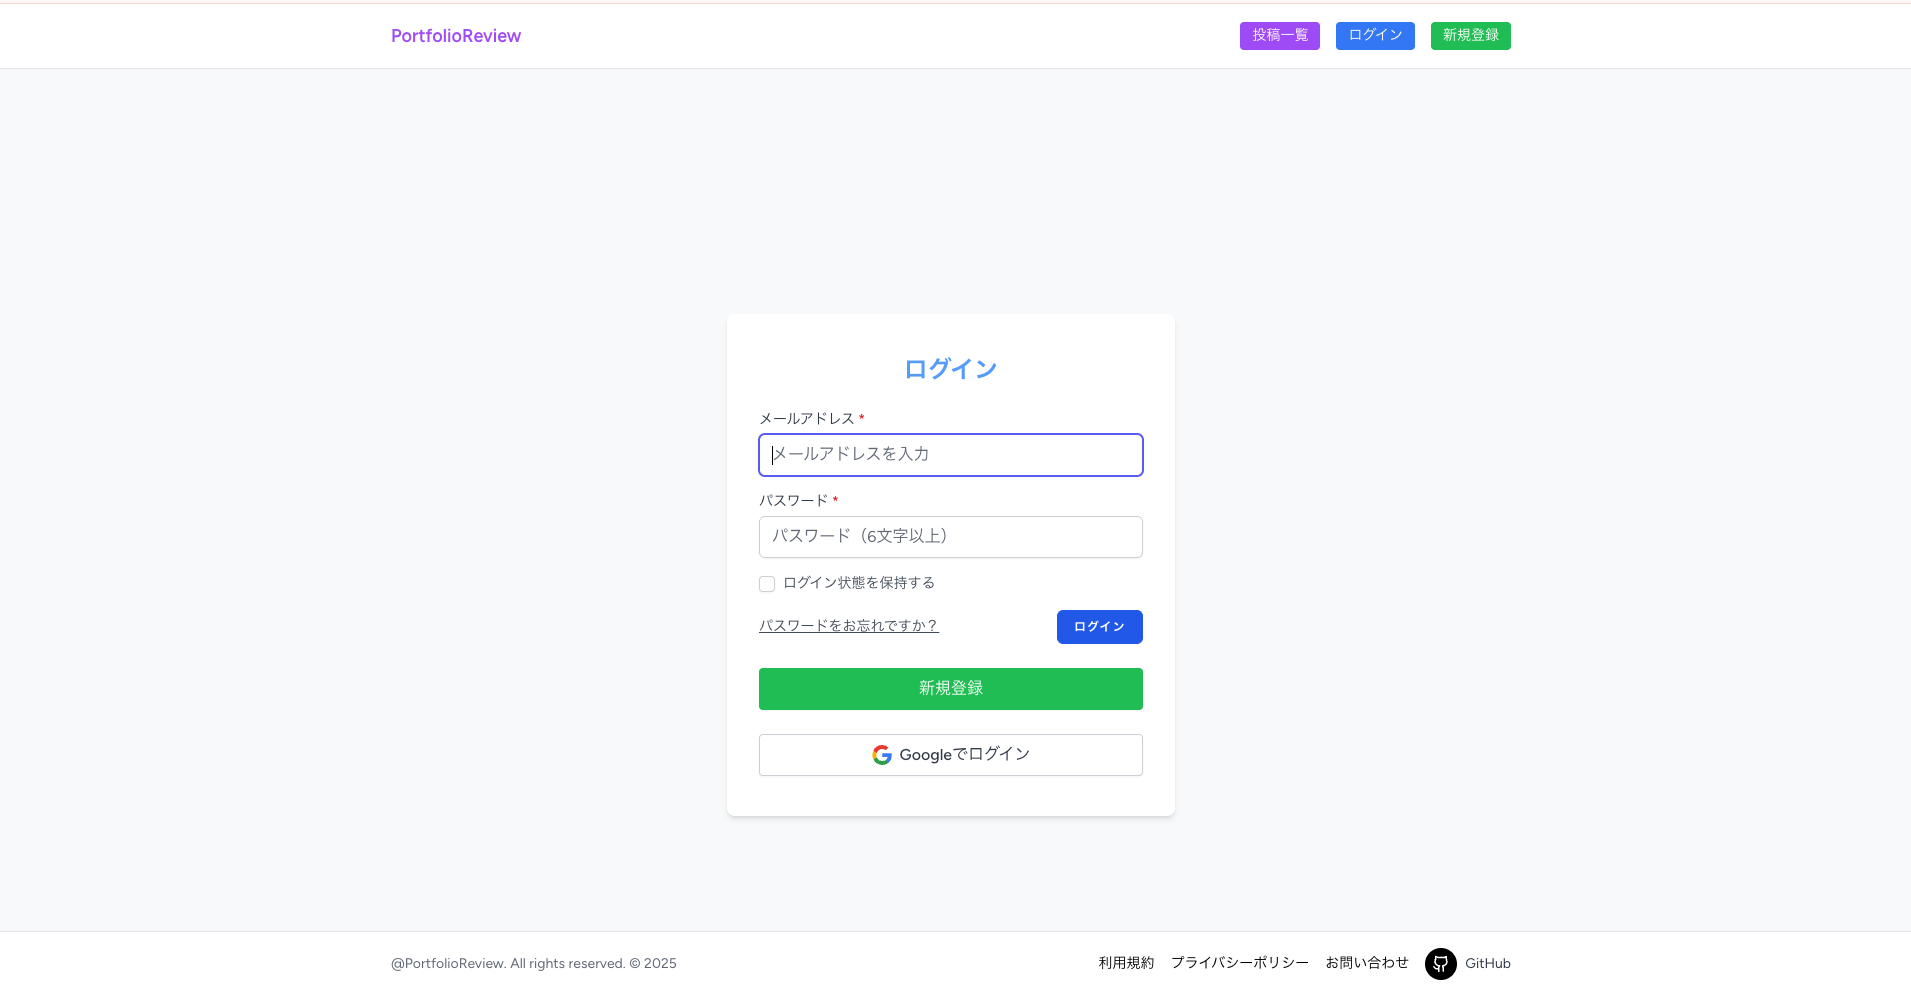 PortfolioReview
投稿一覧 ログイン 新規登録
ログイン
メールアドレス *
メールアドレスを入力
パスワード *
パスワード（6文字以上）
ログイン状態を保持する
パスワードをお忘れですか？ ログイン
新規登録
Googleでログイン
@PortfolioReview. All rights reserved. © 2025 利用規約 プライバシーポリシー お問い合わせ GitHub